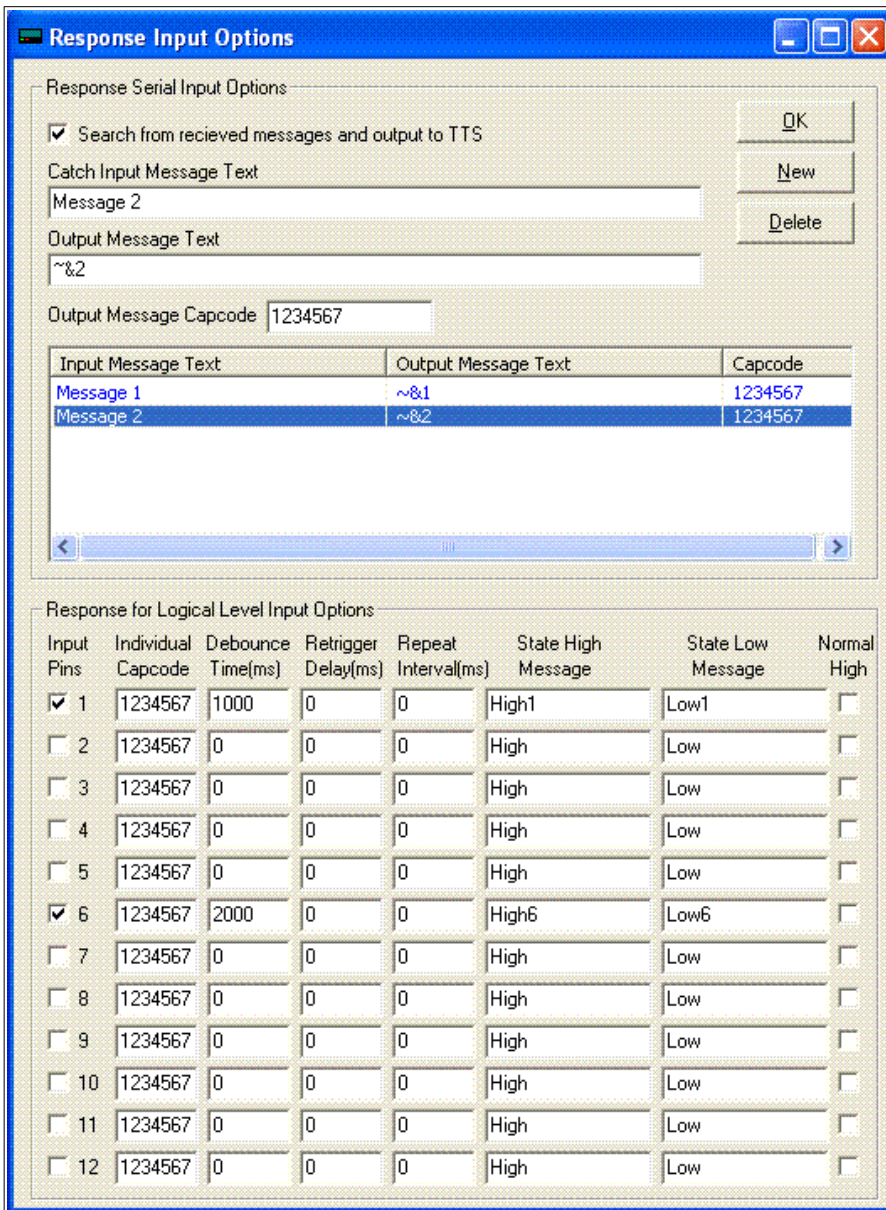 Response Input Options
Response Serial Input Options
Search from recieved messages and output to TTS
OK
Catch Input Message Text
New
Message 2
Delete
Output Message Text
~&2
Output Message Capcode 1234567
Input Message Text Output Message Text Capcode
Message 1 ~&1 1234567
Message 2 ~&2 1234567
Response for Logical Level Input Options
Input Individual Debounce Retrigger Repeat State High State Low Normal
Pins Capcode Time(ms) Delay(ms) Interval(ms) Message Message High
1 1234567 1000 0 0 High1 Low1
2 1234567 0 0 0 High Low
3 1234567 0 0 0 High Low
4 1234567 0 0 0 High Low
5 1234567 0 0 0 High Low
6 1234567 2000 0 0 High6 Low6
7 1234567 0 0 0 High Low
8 1234567 0 0 0 High Low
9 1234567 0 0 0 High Low
10 1234567 0 0 0 High Low
11 1234567 0 0 0 High Low
12 1234567 0 0 0 High Low